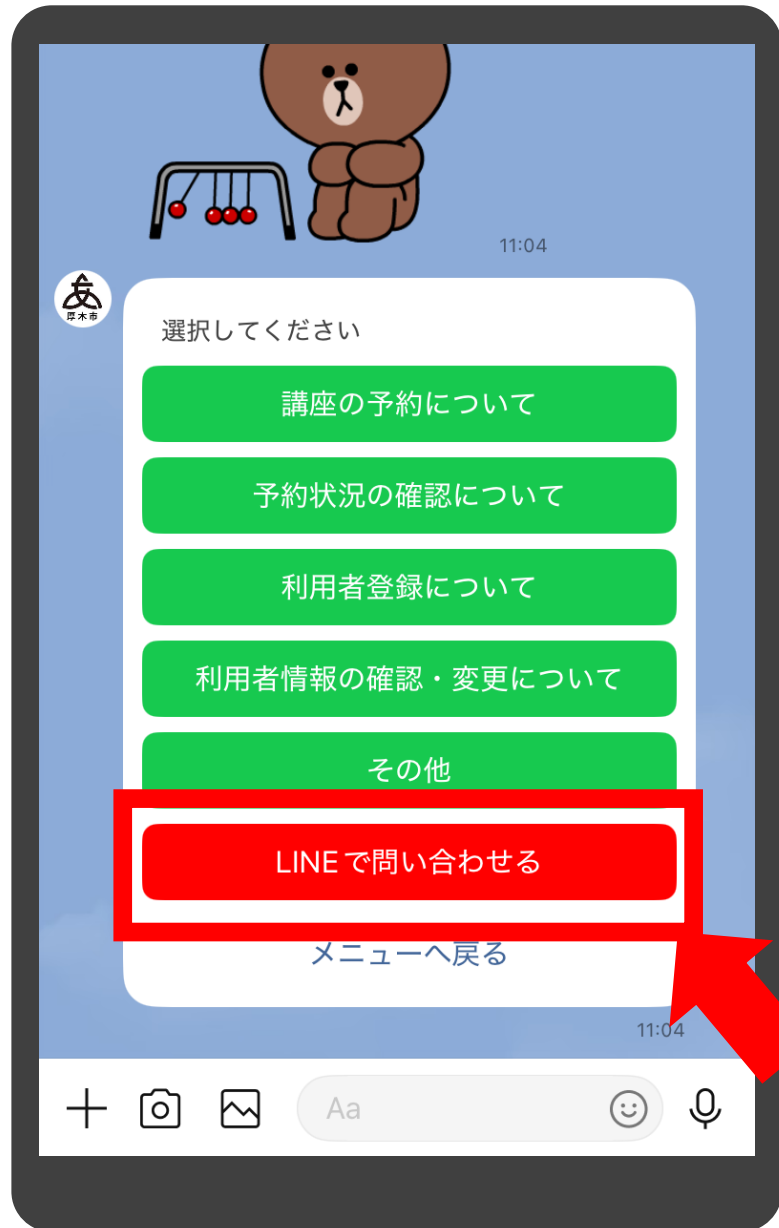 11:04
厚木市
選択してください
講座の予約について
予約状況の確認について
利用者登録について
利用者情報の確認・変更について
その他
LINEで問い合わせる
メニューへ戻る
11:04
Aa